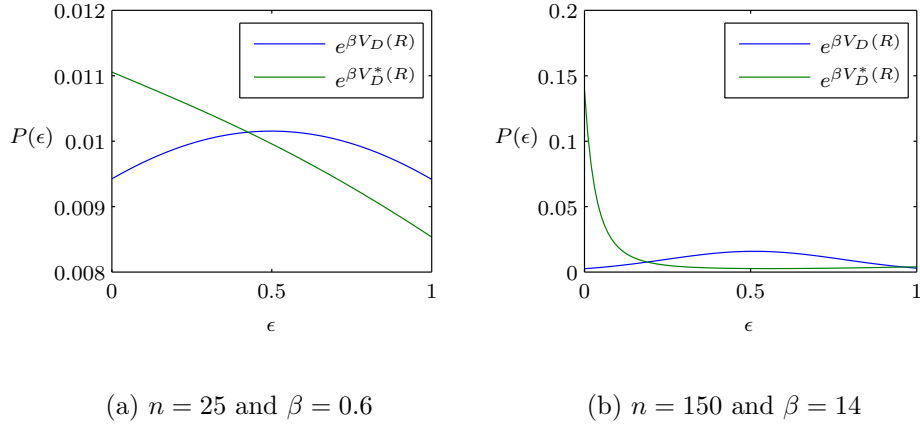 0.012
0.011
0.01
0.009
0.008
P(ϵ)
0
0.5
1
ϵ
e^{βV_D(R)}
e^{βV_D^*(R)}
(a) n = 25 and β = 0.6
0.2
0.15
0.1
0.05
0
P(ϵ)
0
0.5
1
ϵ
e^{βV_D(R)}
e^{βV_D^*(R)}
(b) n = 150 and β = 14